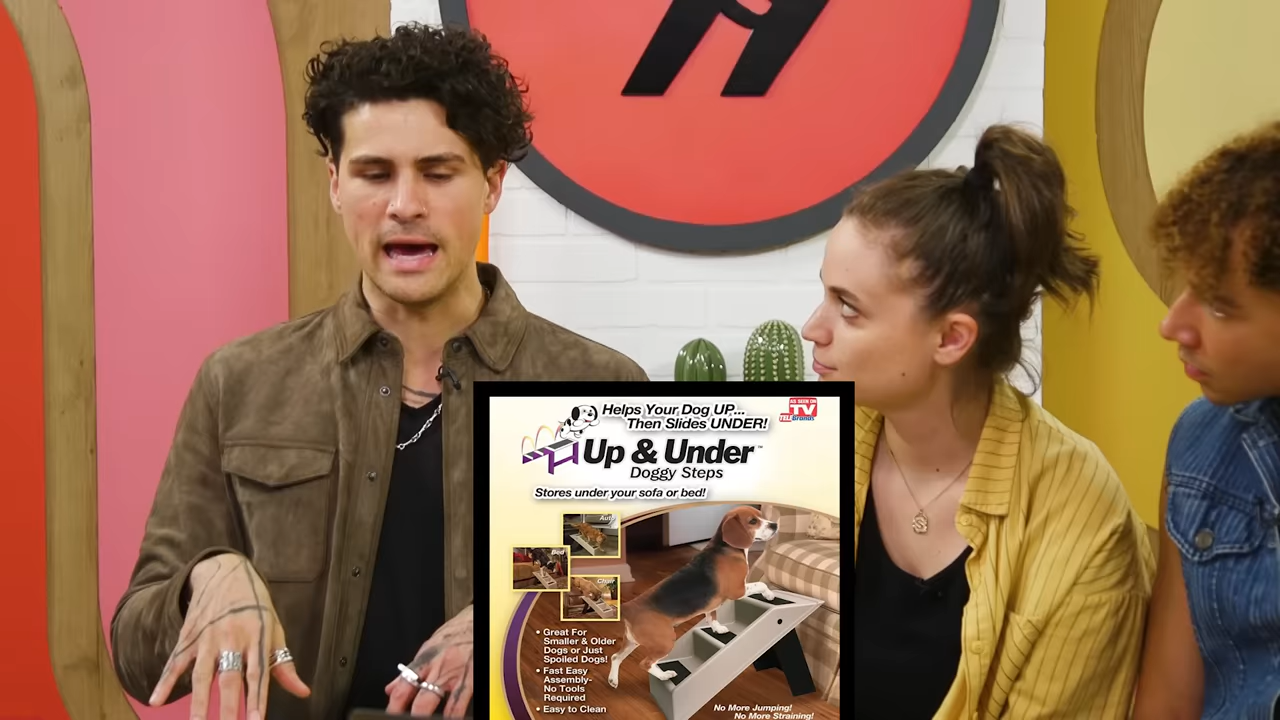 AS SEEN ON
TV
TELEBrands
Helps Your Dog UP...
Then Slides UNDER!
Up & Under™
Doggy Steps
Stores under your sofa or bed!
Auto
Bed
Chair
• Great For
Smaller & Older
Dogs or Just
Spoiled Dogs!
• Fast Easy
Assembly-
No Tools
Required
• Easy to Clean
No More Jumping!
No More Straining!